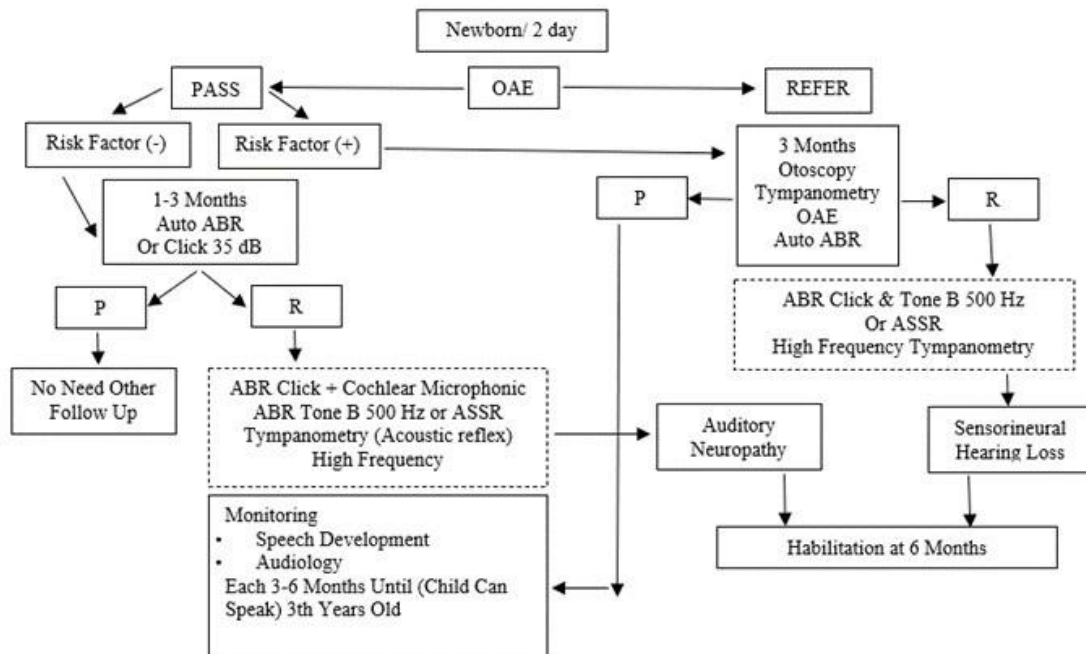 Newborn/ 2 day
PASS
OAE
REFER
Risk Factor (-)
Risk Factor (+)
3 Months
Otoscopy
Tympanometry
OAE
Auto ABR
P
R
1-3 Months
Auto ABR
Or Click 35 dB
P
R
ABR Click & Tone B 500 Hz
Or ASSR
High Frequency Tympanometry
No Need Other
Follow Up
ABR Click + Cochlear Microphonic
ABR Tone B 500 Hz or ASSR
Tympanometry (Acoustic reflex)
High Frequency
Auditory
Neuropathy
Sensorineural
Hearing Loss
Monitoring
• Speech Development
• Audiology
Each 3-6 Months Until (Child Can
Speak) 3th Years Old
Habilitation at 6 Months